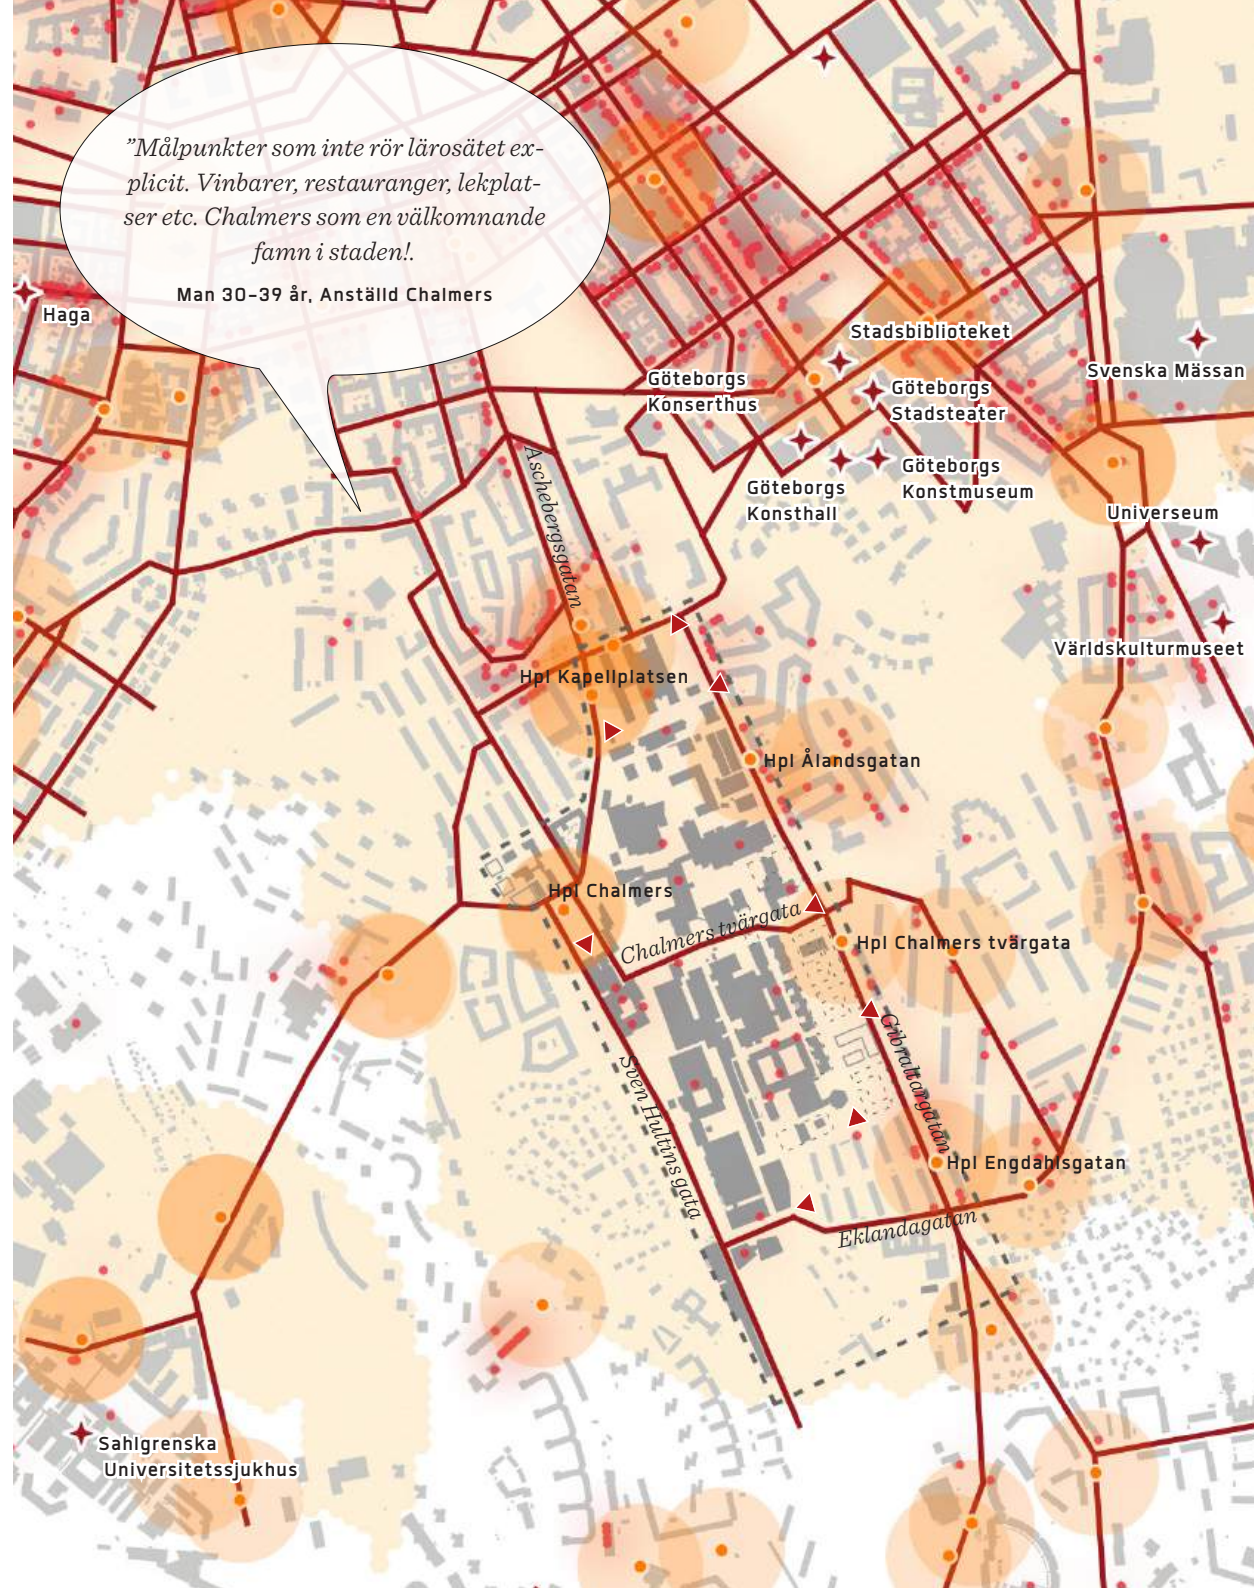 ”Målpunkter som inte rör lärosätet ex-
plicit. Vinbarer, restauranger, lekplat-
ser etc. Chalmers som en välkomnande
famn i staden!.
Man 30-39 år, Anställd Chalmers
Haga
Stadsbiblioteket
Svenska Mässan
Göteborgs
Konserthus
Göteborgs
Stadsteater
Göteborgs
Konstmuseum
Göteborgs
Konsthall
Universeum
Aschebergsgatan
Världskulturmuseet
Hpl Kapellplatsen
Hpl Ålandsgatan
Hpl Chalmers
Chalmers tvärgata
Hpl Chalmers tvärgata
Gibraltargatan
Sven Hultins gata
Hpl Engdahlsgatan
Eklandagatan
Sahlgrenska
Universitetssjukhus